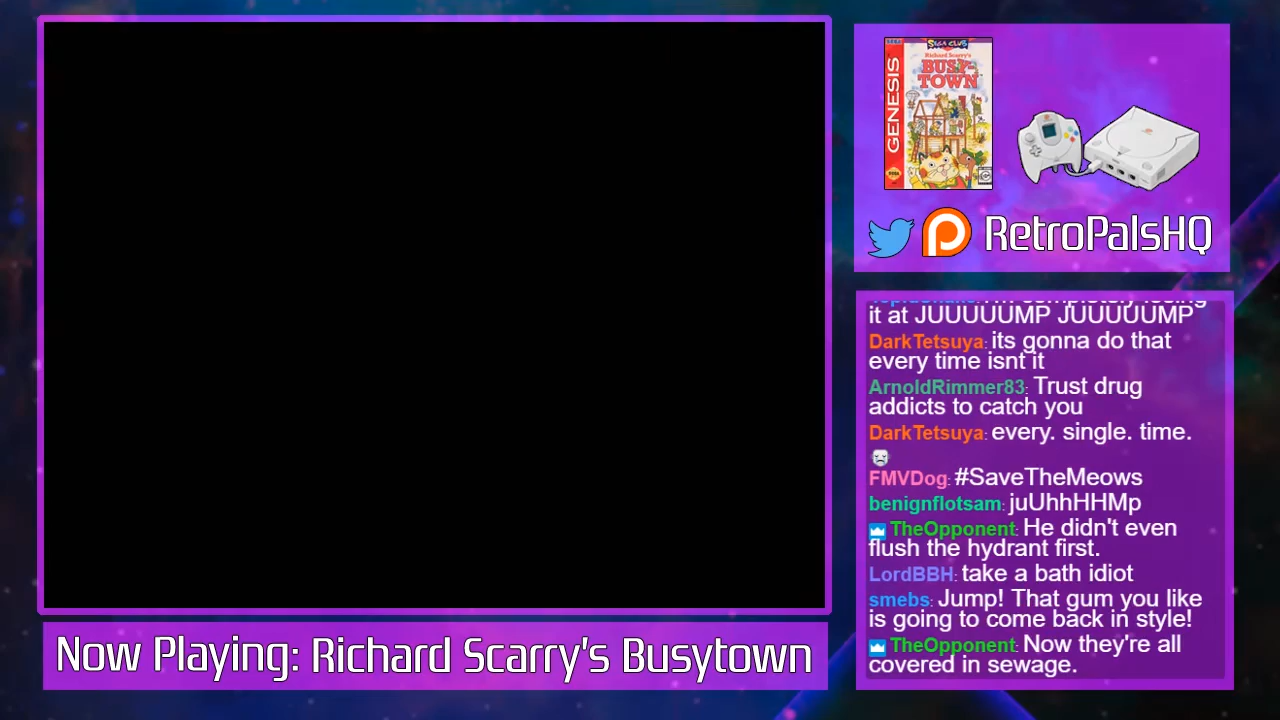 SEGA CLUB
Richard Scarry's
BUSY-
TOWN
GENESIS
RetroPalsHQ
it at JUUUUUMP JUUUUUMP
DarkTetsuya: its gonna do that
every time isnt it
ArnoldRimmer83: Trust drug
addicts to catch you
DarkTetsuya: every. single. time.
FMVDog: #SaveTheMeows
benignflotsam: juUhhHHMp
TheOpponent: He didn't even
flush the hydrant first.
LordBBH: take a bath idiot
smebs: Jump! That gum you like
is going to come back in style!
TheOpponent: Now they're all
covered in sewage.
Now Playing: Richard Scarry's Busytown